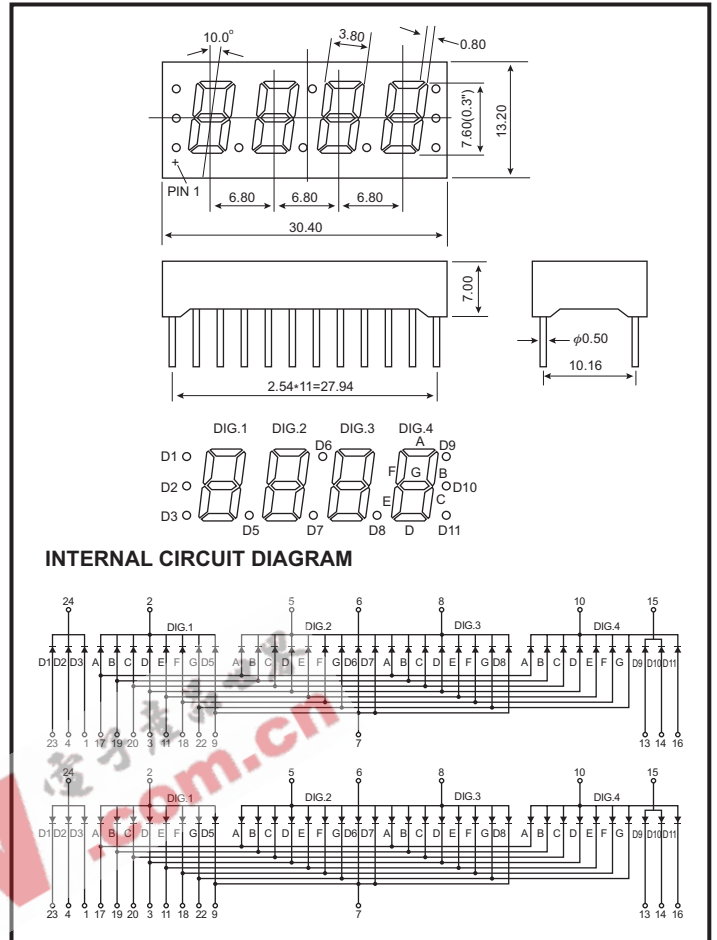 10.0°
3.80
0.80
7.60(0.3")
13.20
+
PIN 1
6.80 6.80 6.80
30.40
7.00
φ0.50
10.16
2.54*11=27.94
DIG.1 DIG.2 DIG.3 DIG.4
D6 A D9
D1 F G B
D2 D10
D3 E C
D5 D7 D8 D D11
INTERNAL CIRCUIT DIAGRAM
24 2 5 6 8 10 15
DIG.1 DIG.2 DIG.3 DIG.4
D1 D2 D3 A B C D E F G D5 A B C D E F G D6 D7 A B C D E F G D8 A B C D E F G D9 D10 D11
23 4 1 17 19 20 3 11 18 22 9 7 13 14 16
24 2 5 6 8 10 15
DIG.1 DIG.2 DIG.3 DIG.4
D1 D2 D3 A B C D E F G D5 A B C D E F G D6 D7 A B C D E F G D8 A B C D E F G D9 D10 D11
23 4 1 17 19 20 3 11 18 22 9 7 13 14 16
.com.cn